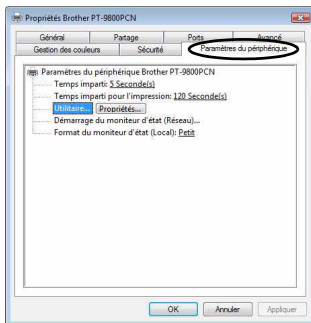 Propriétés Brother PT-9800PCN
Général Partage Ports Avancé
Gestion des couleurs Sécurité Paramètres du périphérique
Paramètres du périphérique Brother PT-9800PCN
Temps imparti: 5 Seconde(s)
Temps imparti pour l'impression: 120 Seconde(s)
Utilitaire... Propriétés...
Démarrage du moniteur d'état (Réseau)...
Format du moniteur d'état (Local): Petit
OK Annuler Appliquer